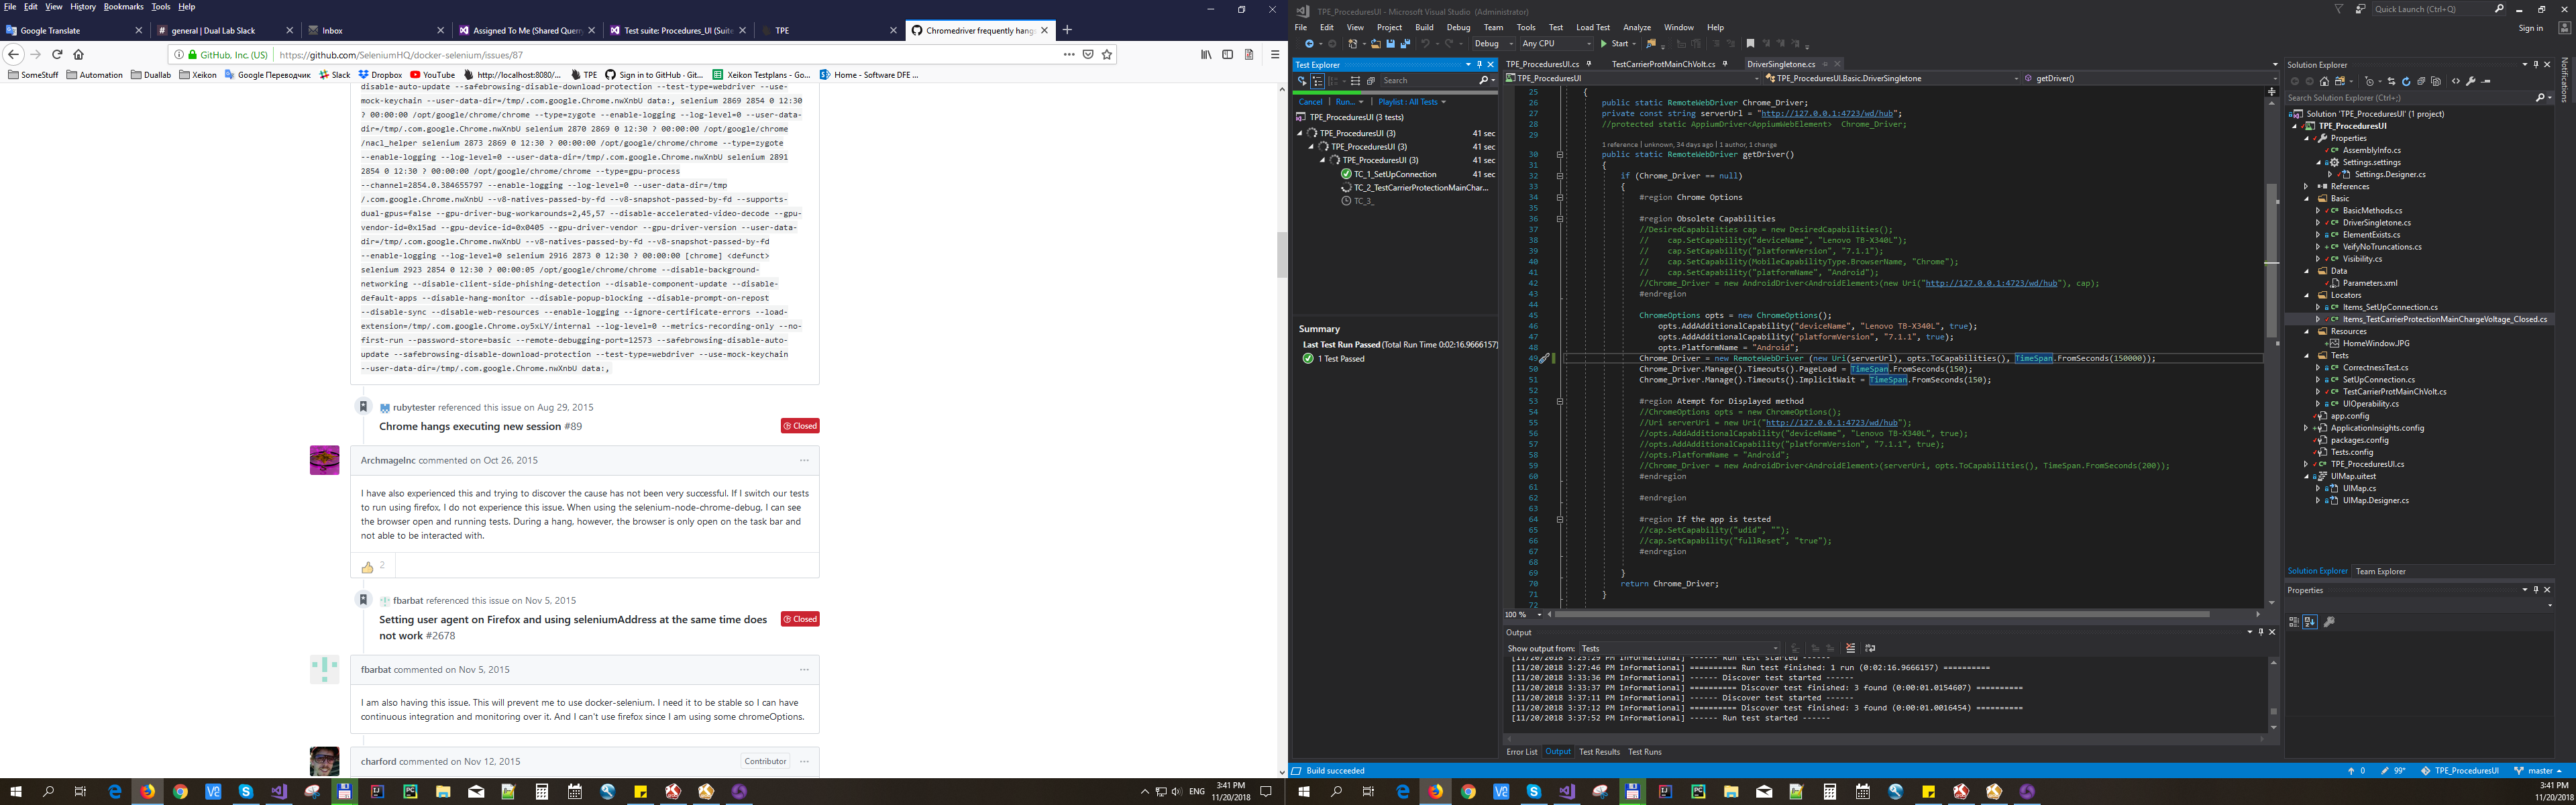 File Edit View History Bookmarks Tools Help
Google Translate
general | Dual Lab Slack
Inbox
Assigned To Me (Shared Query
Test suite: Procedures_UI (Suite
TPE
Chromedriver frequently hangs
GitHub, Inc. (US) https://github.com/SeleniumHQ/docker-selenium/issues/87
SomeStuff Automation Duallab Xeikon Google Переводчик Slack Dropbox YouTube http://localhost:8080/... TPE Sign in to GitHub · Git... Xeikon Testplans - Go... Home - Software DFE ...
disable-auto-update --safebrowsing-disable-download-protection --test-type=webdriver --use-
mock-keychain --user-data-dir=/tmp/.com.google.Chrome.nwXnbU data:, selenium 2869 2854 0 12:30
? 00:00:00 /opt/google/chrome/chrome --type=zygote --enable-logging --log-level=0 --user-data-
dir=/tmp/.com.google.Chrome.nwXnbU selenium 2870 2869 0 12:30 ? 00:00:00 /opt/google/chrome
/nacl_helper selenium 2873 2869 0 12:30 ? 00:00:00 /opt/google/chrome/chrome --type=zygote
--enable-logging --log-level=0 --user-data-dir=/tmp/.com.google.Chrome.nwXnbU selenium 2891
2854 0 12:30 ? 00:00:00 /opt/google/chrome/chrome --type=gpu-process
--channel=2854.0.384655797 --enable-logging --log-level=0 --user-data-dir=/tmp
/.com.google.Chrome.nwXnbU --v8-natives-passed-by-fd --v8-snapshot-passed-by-fd --supports-
dual-gpus=false --gpu-driver-bug-workarounds=2,45,57 --disable-accelerated-video-decode --gpu-
vendor-id=0x15ad --gpu-device-id=0x0405 --gpu-driver-vendor --gpu-driver-version --user-data-
dir=/tmp/.com.google.Chrome.nwXnbU --v8-natives-passed-by-fd --v8-snapshot-passed-by-fd
--enable-logging --log-level=0 selenium 2916 2873 0 12:30 ? 00:00:00 [chrome] <defunct>
selenium 2923 2854 0 12:30 ? 00:00:05 /opt/google/chrome/chrome --disable-background-
networking --disable-client-side-phishing-detection --disable-component-update --disable-
default-apps --disable-hang-monitor --disable-popup-blocking --disable-prompt-on-repost
--disable-sync --disable-web-resources --enable-logging --ignore-certificate-errors --load-
extension=/tmp/.com.google.Chrome.oy5xLY/internal --log-level=0 --metrics-recording-only --no-
first-run --password-store=basic --remote-debugging-port=12573 --safebrowsing-disable-auto-
update --safebrowsing-disable-download-protection --test-type=webdriver --use-mock-keychain
--user-data-dir=/tmp/.com.google.Chrome.nwXnbU data:,
rubytester referenced this issue on Aug 29, 2015
Chrome hangs executing new session #89
Closed
ArchmageInc commented on Oct 26, 2015
I have also experienced this and trying to discover the cause has not been very successful. If I switch our tests
to run using firefox, I do not experience this issue. When using the selenium-node-chrome-debug, I can see
the browser open and running tests. During a hang, however, the browser is only open on the task bar and
not able to be interacted with.
2
fbarbat referenced this issue on Nov 5, 2015
Setting user agent on Firefox and using seleniumAddress at the same time does
not work #2678
Closed
fbarbat commented on Nov 5, 2015
I am also having this issue. This will prevent me to use docker-selenium. I need it to be stable so I can have
continuous integration and monitoring over it. And I can't use firefox since I am using some chromeOptions.
charford commented on Nov 12, 2015
Contributor
ENG
3:41 PM
11/20/2018
TPE_ProceduresUI - Microsoft Visual Studio (Administrator)
Quick Launch (Ctrl+Q)
File Edit View Project Build Debug Team Tools Test Load Test Analyze Window Help
Sign in
Debug Any CPU Start
Test Explorer
Search
Cancel | Run... | Playlist : All Tests
TPE_ProceduresUI (3 tests)
TPE_ProceduresUI (3) 41 sec
TPE_ProceduresUI (3) 41 sec
TPE_ProceduresUI (3) 41 sec
TC_1_SetUpConnection 41 sec
TC_2_TestCarrierProtectionMainChar...
TC_3_
Summary
Last Test Run Passed (Total Run Time 0:02:16.9666157)
1 Test Passed
TPE_ProceduresUI.cs TestCarrierProtMainChVolt.cs DriverSingletone.cs
TPE_ProceduresUI TPE_ProceduresUI.Basic.DriverSingletone getDriver()
25 {
26 public static RemoteWebDriver Chrome_Driver;
27 private const string serverUrl = "http://127.0.0.1:4723/wd/hub";
28 //protected static AppiumDriver<AppiumWebElement> Chrome_Driver;
29
1 reference | unknown, 34 days ago | 1 author, 1 change
30 public static RemoteWebDriver getDriver()
31 {
32 if (Chrome_Driver == null)
33 {
34 #region Chrome Options
35
36 #region Obsolete Capabilities
37 //DesiredCapabilities cap = new DesiredCapabilities();
38 // cap.SetCapability("deviceName", "Lenovo TB-X340L");
39 // cap.SetCapability("platformVersion", "7.1.1");
40 // cap.SetCapability(MobileCapabilityType.BrowserName, "Chrome");
41 // cap.SetCapability("platformName", "Android");
42 //Chrome_Driver = new AndroidDriver<AndroidElement>(new Uri("http://127.0.0.1:4723/wd/hub"), cap);
43 #endregion
44
45 ChromeOptions opts = new ChromeOptions();
46 opts.AddAdditionalCapability("deviceName", "Lenovo TB-X340L", true);
47 opts.AddAdditionalCapability("platformVersion", "7.1.1", true);
48 opts.PlatformName = "Android";
49 Chrome_Driver = new RemoteWebDriver (new Uri(serverUrl), opts.ToCapabilities(), TimeSpan.FromSeconds(150000));
50 Chrome_Driver.Manage().Timeouts().PageLoad = TimeSpan.FromSeconds(150);
51 Chrome_Driver.Manage().Timeouts().ImplicitWait = TimeSpan.FromSeconds(150);
52
53 #region Atempt for Displayed method
54 //ChromeOptions opts = new ChromeOptions();
55 //Uri serverUri = new Uri("http://127.0.0.1:4723/wd/hub");
56 //opts.AddAdditionalCapability("deviceName", "Lenovo TB-X340L", true);
57 //opts.AddAdditionalCapability("platformVersion", "7.1.1", true);
58 //opts.PlatformName = "Android";
59 //Chrome_Driver = new AndroidDriver<AndroidElement>(serverUri, opts.ToCapabilities(), TimeSpan.FromSeconds(200));
60 #endregion
61
62 #endregion
63
64 #region If the app is tested
65 //cap.SetCapability("udid", "");
66 //cap.SetCapability("fullReset", "true");
67 #endregion
68
69 }
70 return Chrome_Driver;
71 }
72
100 %
Output
Show output from: Tests
[11/20/2018 3:25:29 PM Informational] ------ Run test started ------
[11/20/2018 3:27:46 PM Informational] ========== Run test finished: 1 run (0:02:16.9666157) ==========
[11/20/2018 3:33:36 PM Informational] ------ Discover test started ------
[11/20/2018 3:33:37 PM Informational] ========== Discover test finished: 3 found (0:00:01.0154607) ==========
[11/20/2018 3:37:11 PM Informational] ------ Discover test started ------
[11/20/2018 3:37:12 PM Informational] ========== Discover test finished: 3 found (0:00:01.0016454) ==========
[11/20/2018 3:37:52 PM Informational] ------ Run test started ------
Error List Output Test Results Test Runs
Solution Explorer
Search Solution Explorer (Ctrl+;)
Solution 'TPE_ProceduresUI' (1 project)
TPE_ProceduresUI
Properties
AssemblyInfo.cs
Settings.settings
Settings.Designer.cs
References
Basic
BasicMethods.cs
DriverSingletone.cs
ElementExists.cs
VeifyNoTruncations.cs
Visibility.cs
Data
Parameters.xml
Locators
Items_SetUpConnection.cs
Items_TestCarrierProtectionMainChargeVoltage_Closed.cs
Resources
HomeWindow.JPG
Tests
CorrectnessTest.cs
SetUpConnection.cs
TestCarrierProtMainChVolt.cs
UIOperability.cs
app.config
ApplicationInsights.config
packages.config
Tests.config
TPE_ProceduresUI.cs
UIMap.uitest
UIMap.cs
UIMap.Designer.cs
Solution Explorer Team Explorer
Properties
Notifications
Build succeeded
0 99* TPE_ProceduresUI master
3:41 PM
11/20/2018